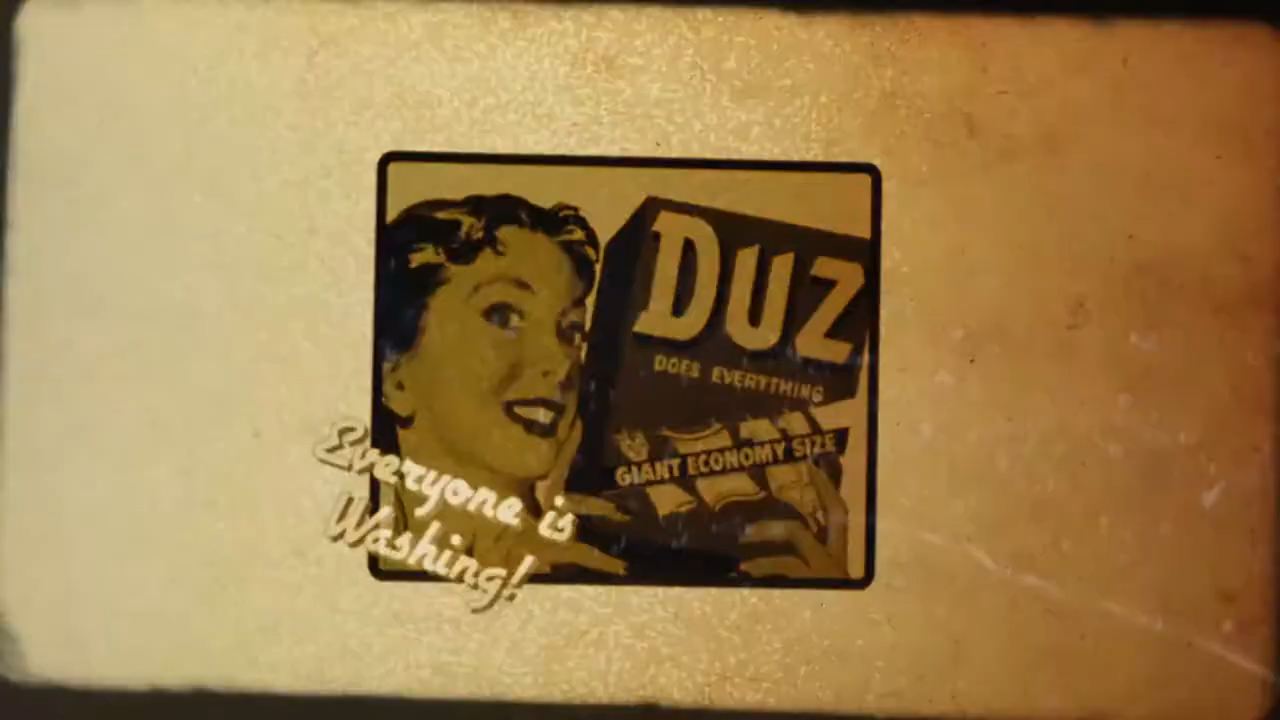 DUZ
DOES EVERYTHING
GIANT ECONOMY SIZE
Everyone is
Washing!